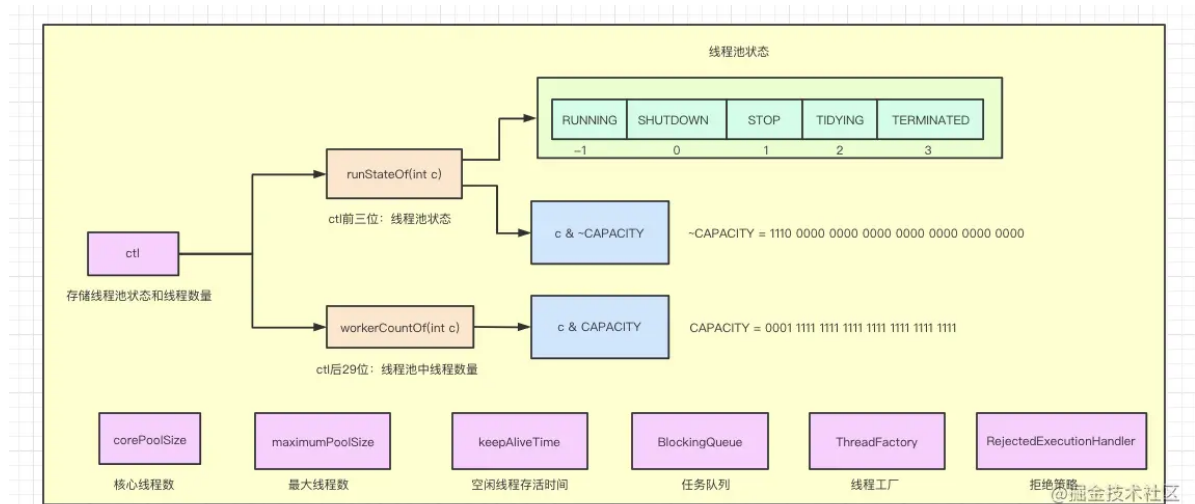 线程池状态
RUNNING SHUTDOWN STOP TIDYING TERMINATED
-1 0 1 2 3
runStateOf(int c)
ctl前三位：线程池状态
c & ~CAPACITY ~CAPACITY = 1110 0000 0000 0000 0000 0000 0000 0000
ctl
存储线程池状态和线程数量
workerCountOf(int c) c & CAPACITY CAPACITY = 0001 1111 1111 1111 1111 1111 1111 1111
ctl后29位：线程池中线程数量
corePoolSize maximumPoolSize keepAliveTime BlockingQueue ThreadFactory RejectedExecutionHandler
核心线程数 最大线程数 空闲线程存活时间 任务队列 线程工厂 拒绝策略
@掘金技术社区